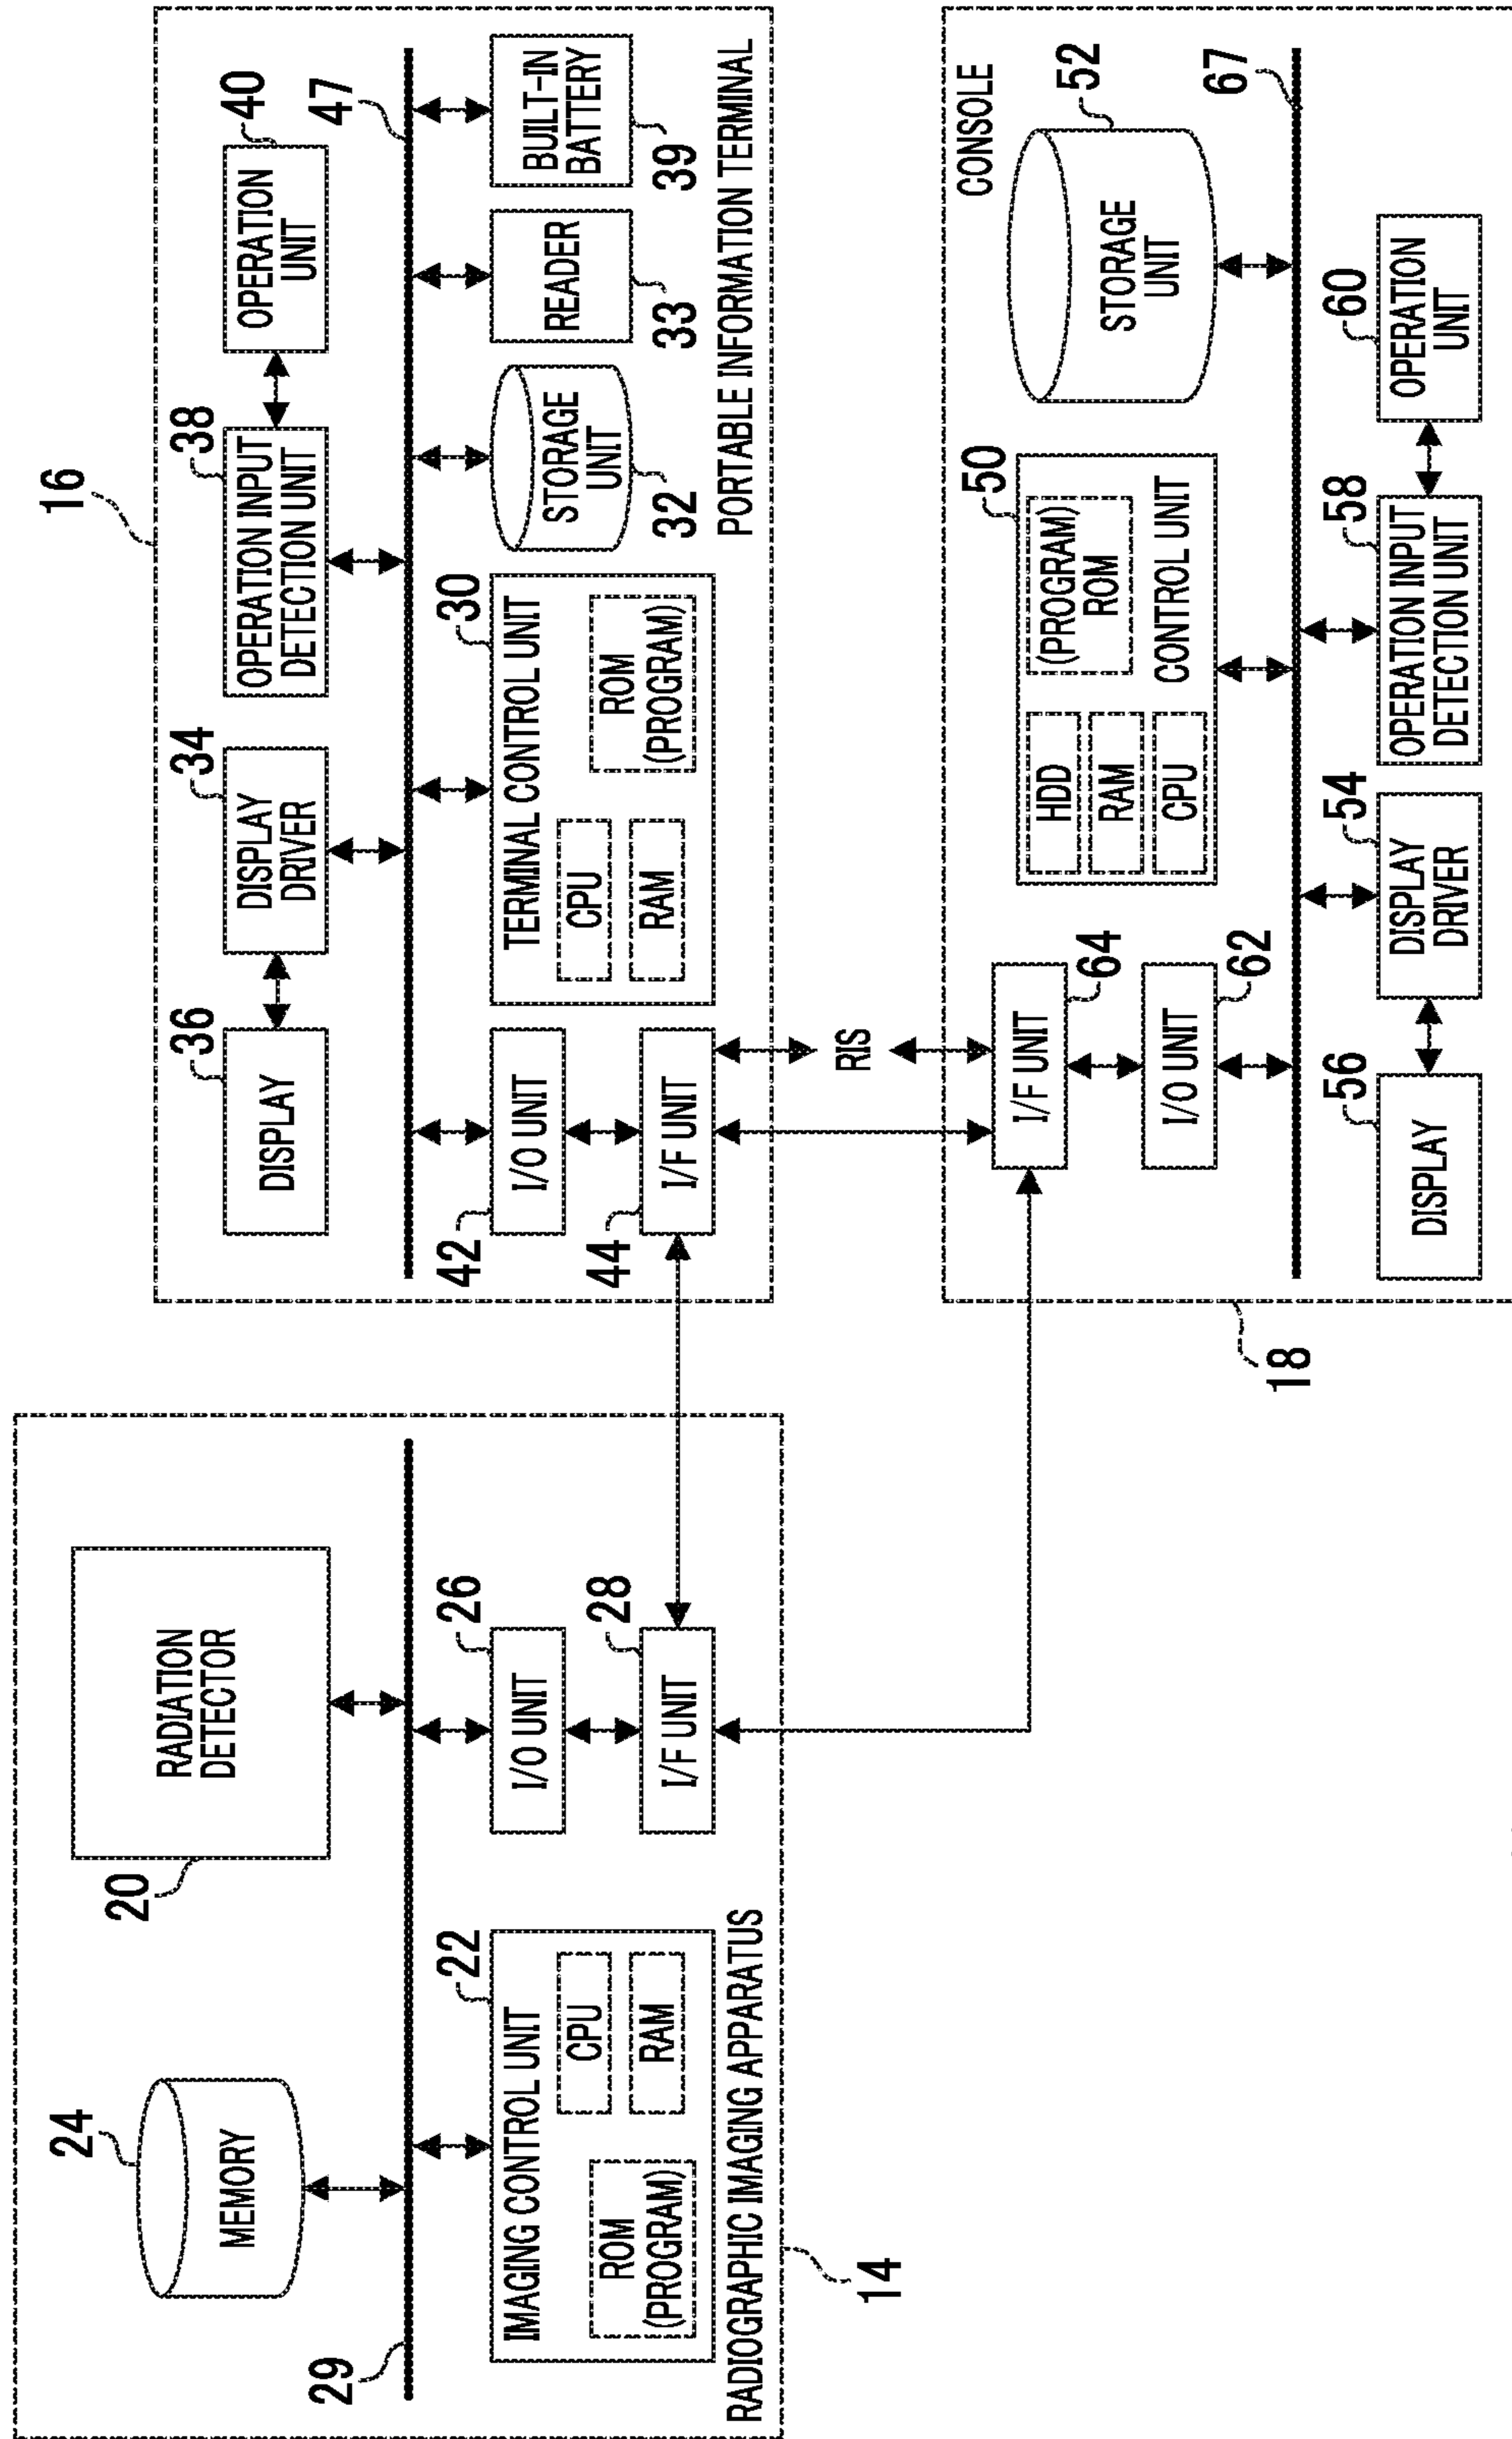 24
MEMORY
20
RADIATION
DETECTOR
29
22
IMAGING CONTROL UNIT
CPU
ROM
(PROGRAM)
RAM
26
I/O UNIT
28
I/F UNIT
RADIOGRAPHIC IMAGING APPARATUS
14
16
36
DISPLAY
34
DISPLAY
DRIVER
38
OPERATION INPUT
DETECTION UNIT
40
OPERATION
UNIT
47
42
I/O UNIT
44
I/F UNIT
30
TERMINAL CONTROL UNIT
CPU
ROM
(PROGRAM)
RAM
STORAGE
UNIT
32
READER
33
BUILT-IN
BATTERY
39
PORTABLE INFORMATION TERMINAL
RIS
CONSOLE
I/F UNIT
64
I/O UNIT
62
50
HDD
(PROGRAM)
ROM
RAM
CPU
CONTROL UNIT
52
STORAGE
UNIT
67
56
DISPLAY
54
DISPLAY
DRIVER
58
OPERATION INPUT
DETECTION UNIT
60
OPERATION
UNIT
18